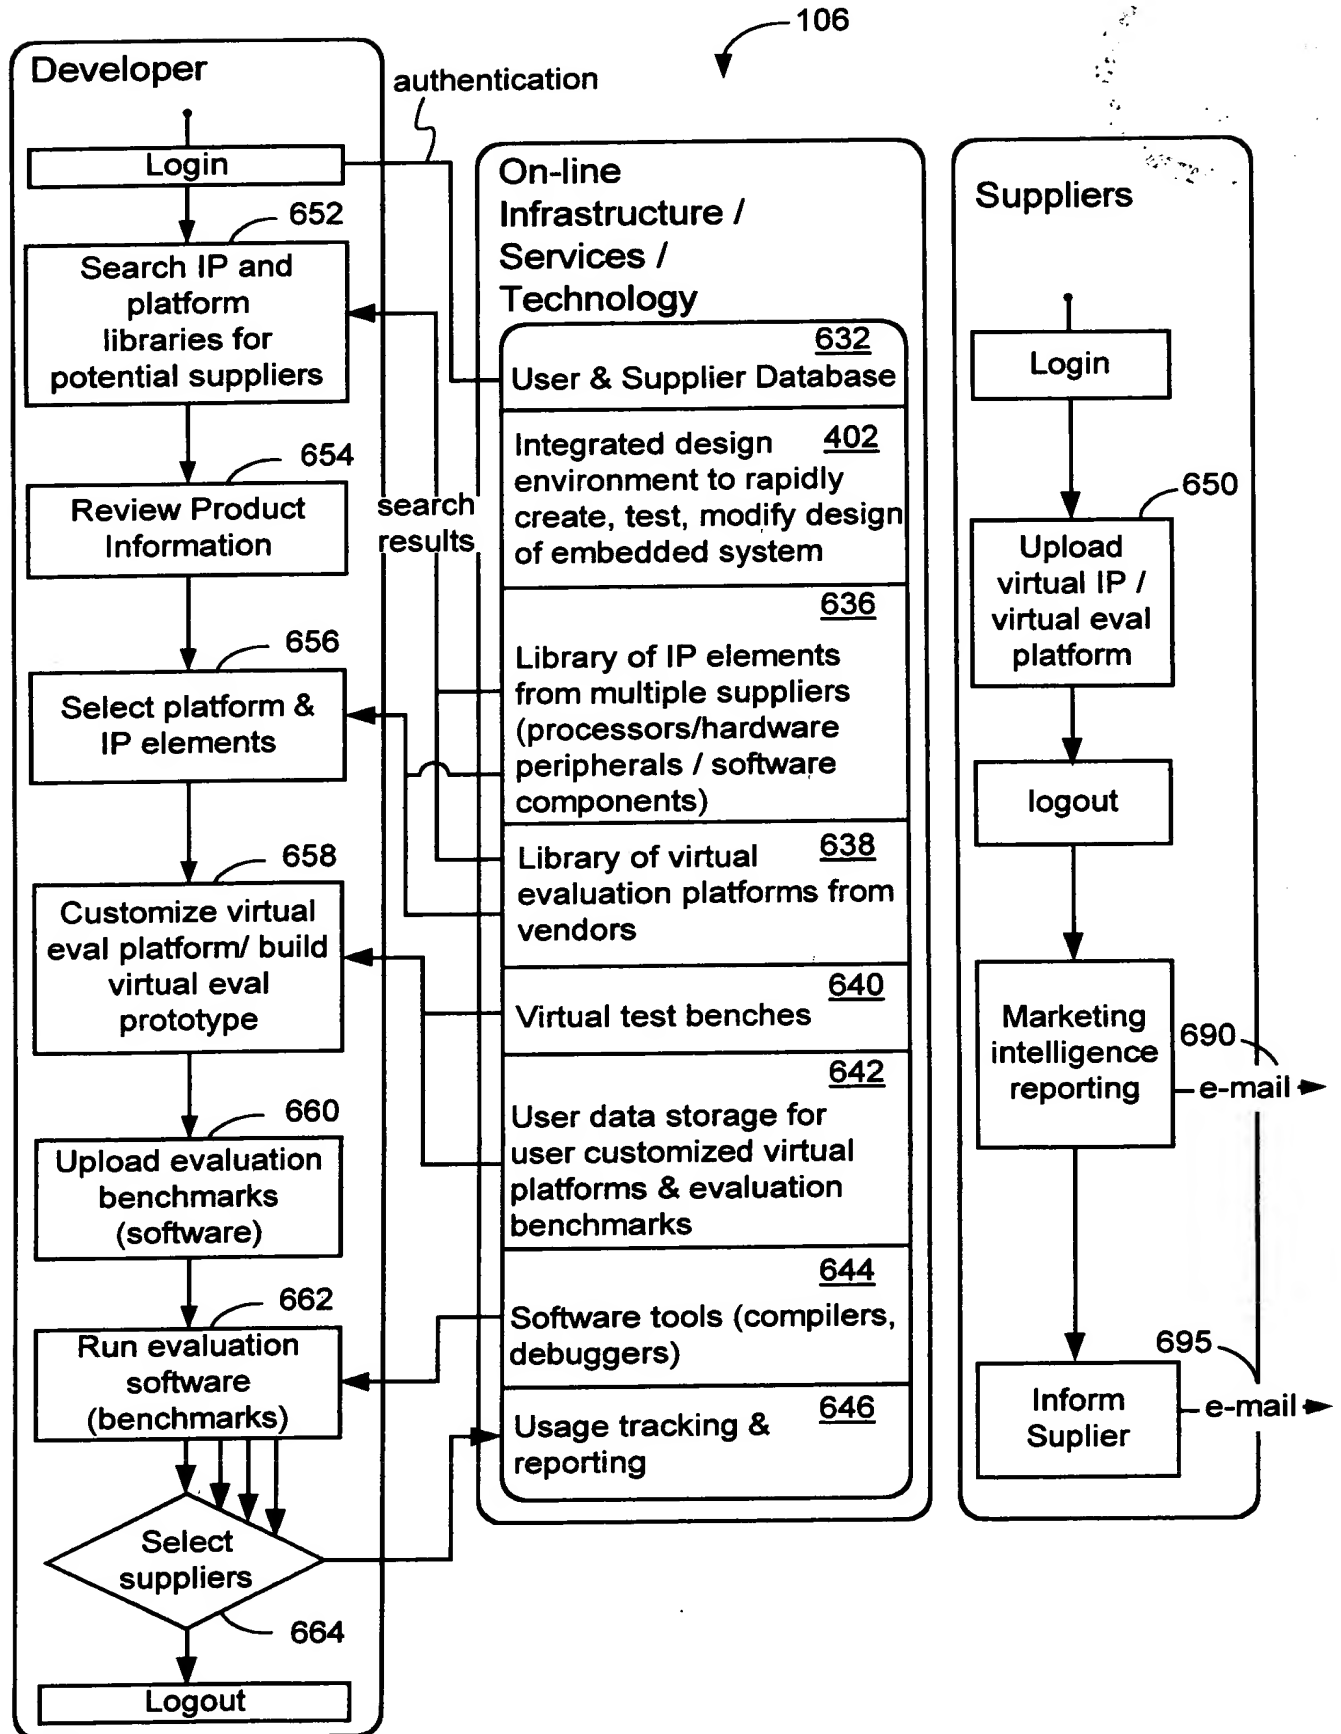 106
Developer
authentication
Login
652
Search IP and
platform
libraries for
potential suppliers
654
Review Product
Information
search
results
656
Select platform &
IP elements
658
Customize virtual
eval platform/ build
virtual eval
prototype
660
Upload evaluation
benchmarks
(software)
662
Run evaluation
software
(benchmarks)
Select
suppliers
664
Logout
On-line
Infrastructure /
Services /
Technology
632
User & Supplier Database
Integrated design 402
environment to rapidly
create, test, modify design
of embedded system
636
Library of IP elements
from multiple suppliers
(processors/hardware
peripherals / software
components)
Library of virtual 638
evaluation platforms from
vendors
640
Virtual test benches
642
User data storage for
user customized virtual
platforms & evaluation
benchmarks
644
Software tools (compilers,
debuggers)
Usage tracking & 646
reporting
Suppliers
Login
650
Upload
virtual IP /
virtual eval
platform
logout
Marketing
intelligence
reporting
690
e-mail
695
Inform
Suplier
e-mail